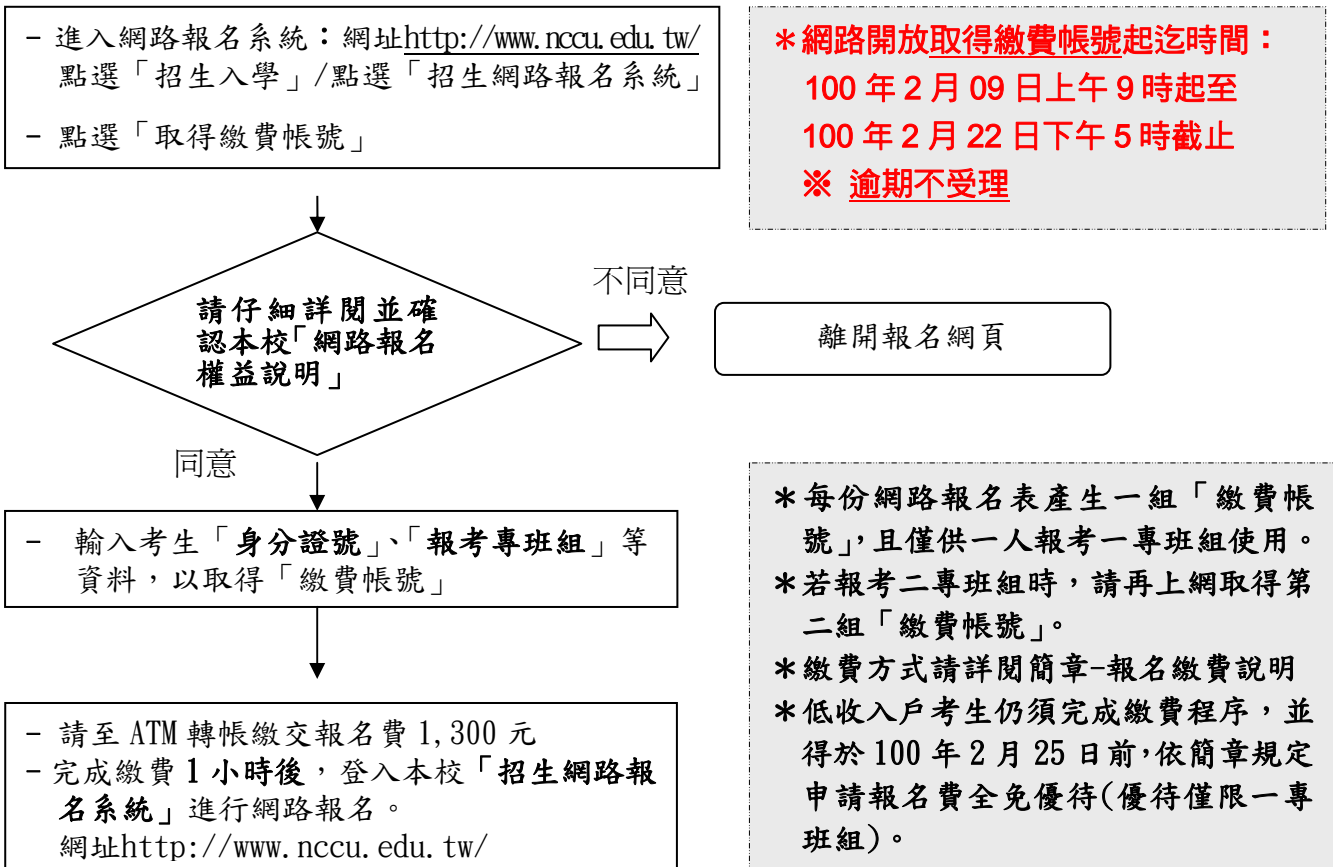 - 進入網路報名系統：網址http://www.nccu.edu.tw/
點選「招生入學」/點選「招生網路報名系統」
- 點選「取得繳費帳號」
＊網路開放取得繳費帳號起迄時間：
100 年 2 月 09 日上午 9 時起至
100 年 2 月 22 日下午 5 時截止
※ 逾期不受理
請仔細詳閱並確
認本校「網路報名
權益說明」
不同意
離開報名網頁
同意
- 輸入考生「身分證號」、「報考專班組」等
資料，以取得「繳費帳號」
＊每份網路報名表產生一組「繳費帳
號」，且僅供一人報考一專班組使用。
＊若報考二專班組時，請再上網取得第
二組「繳費帳號」。
＊繳費方式請詳閱簡章-報名繳費說明
＊低收入戶考生仍須完成繳費程序，並
得於 100 年 2 月 25 日前，依簡章規定
申請報名費全免優待(優待僅限一專
班組)。
- 請至 ATM 轉帳繳交報名費 1,300 元
- 完成繳費 1 小時後，登入本校「招生網路報
名系統」進行網路報名。
網址http://www.nccu.edu.tw/